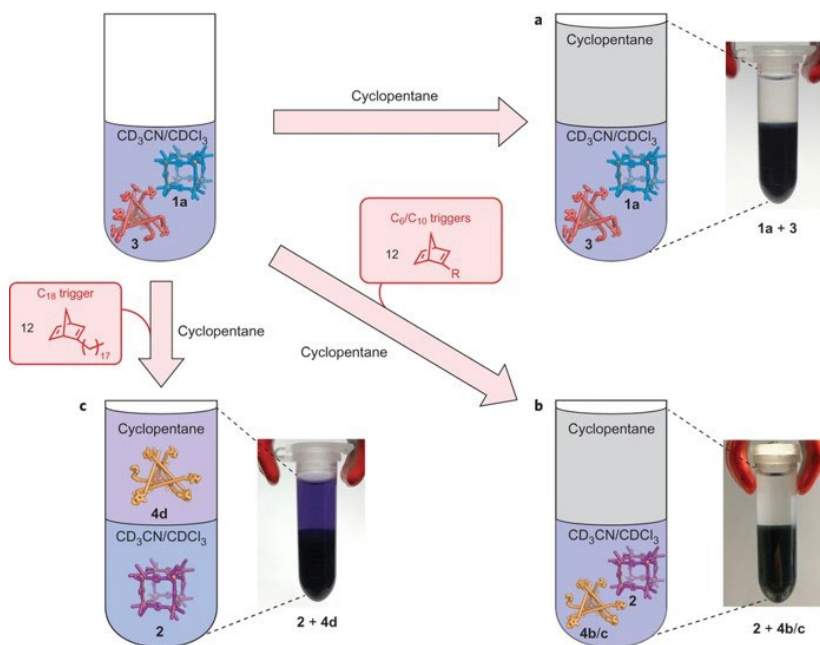 a
Cyclopentane
CD₃CN/CDCl₃
1a
3
Cyclopentane
CD₃CN/CDCl₃
1a
3
1a + 3
C₆/C₁₀ triggers
12
R
C₁₈ trigger
12
17
Cyclopentane
Cyclopentane
c
Cyclopentane
4d
CD₃CN/CDCl₃
2
2 + 4d
b
Cyclopentane
CD₃CN/CDCl₃
2
4b/c
2 + 4b/c